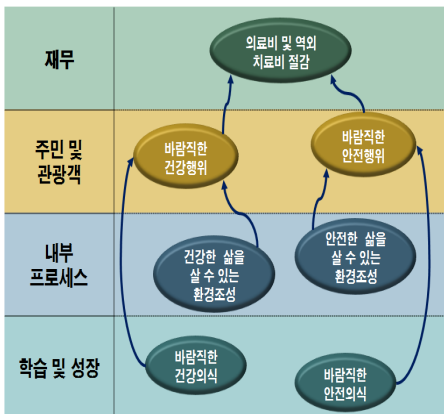 재무
의료비 및 역외
치료비 절감
주민 및
관광객
바람직한
건강행위
바람직한
안전행위
내부
프로세스
건강한 삶을
살 수 있는
환경조성
안전한 삶을
살 수 있는
환경조성
학습 및 성장
바람직한
건강의식
바람직한
안전의식